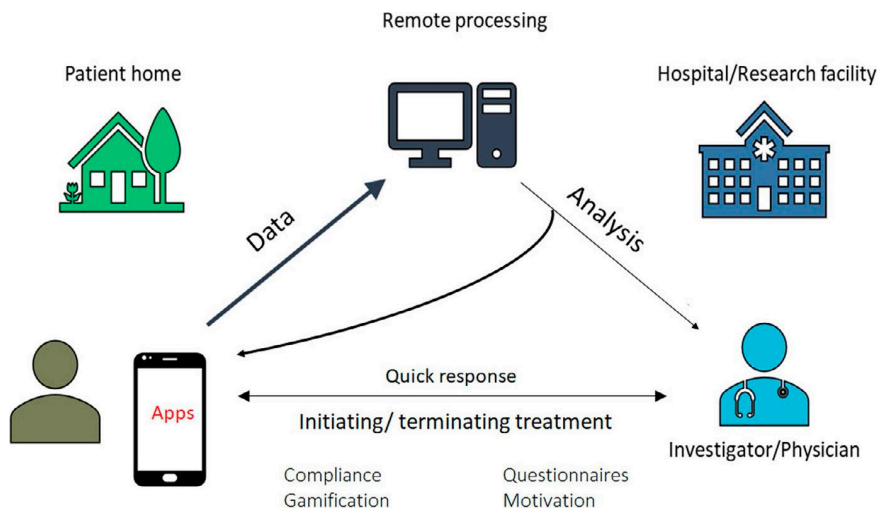 Remote processing
Patient home
Hospital/Research facility
Data
Analysis
Apps
Quick response
Initiating/ terminating treatment
Investigator/Physician
Compliance
Questionnaires
Gamification
Motivation